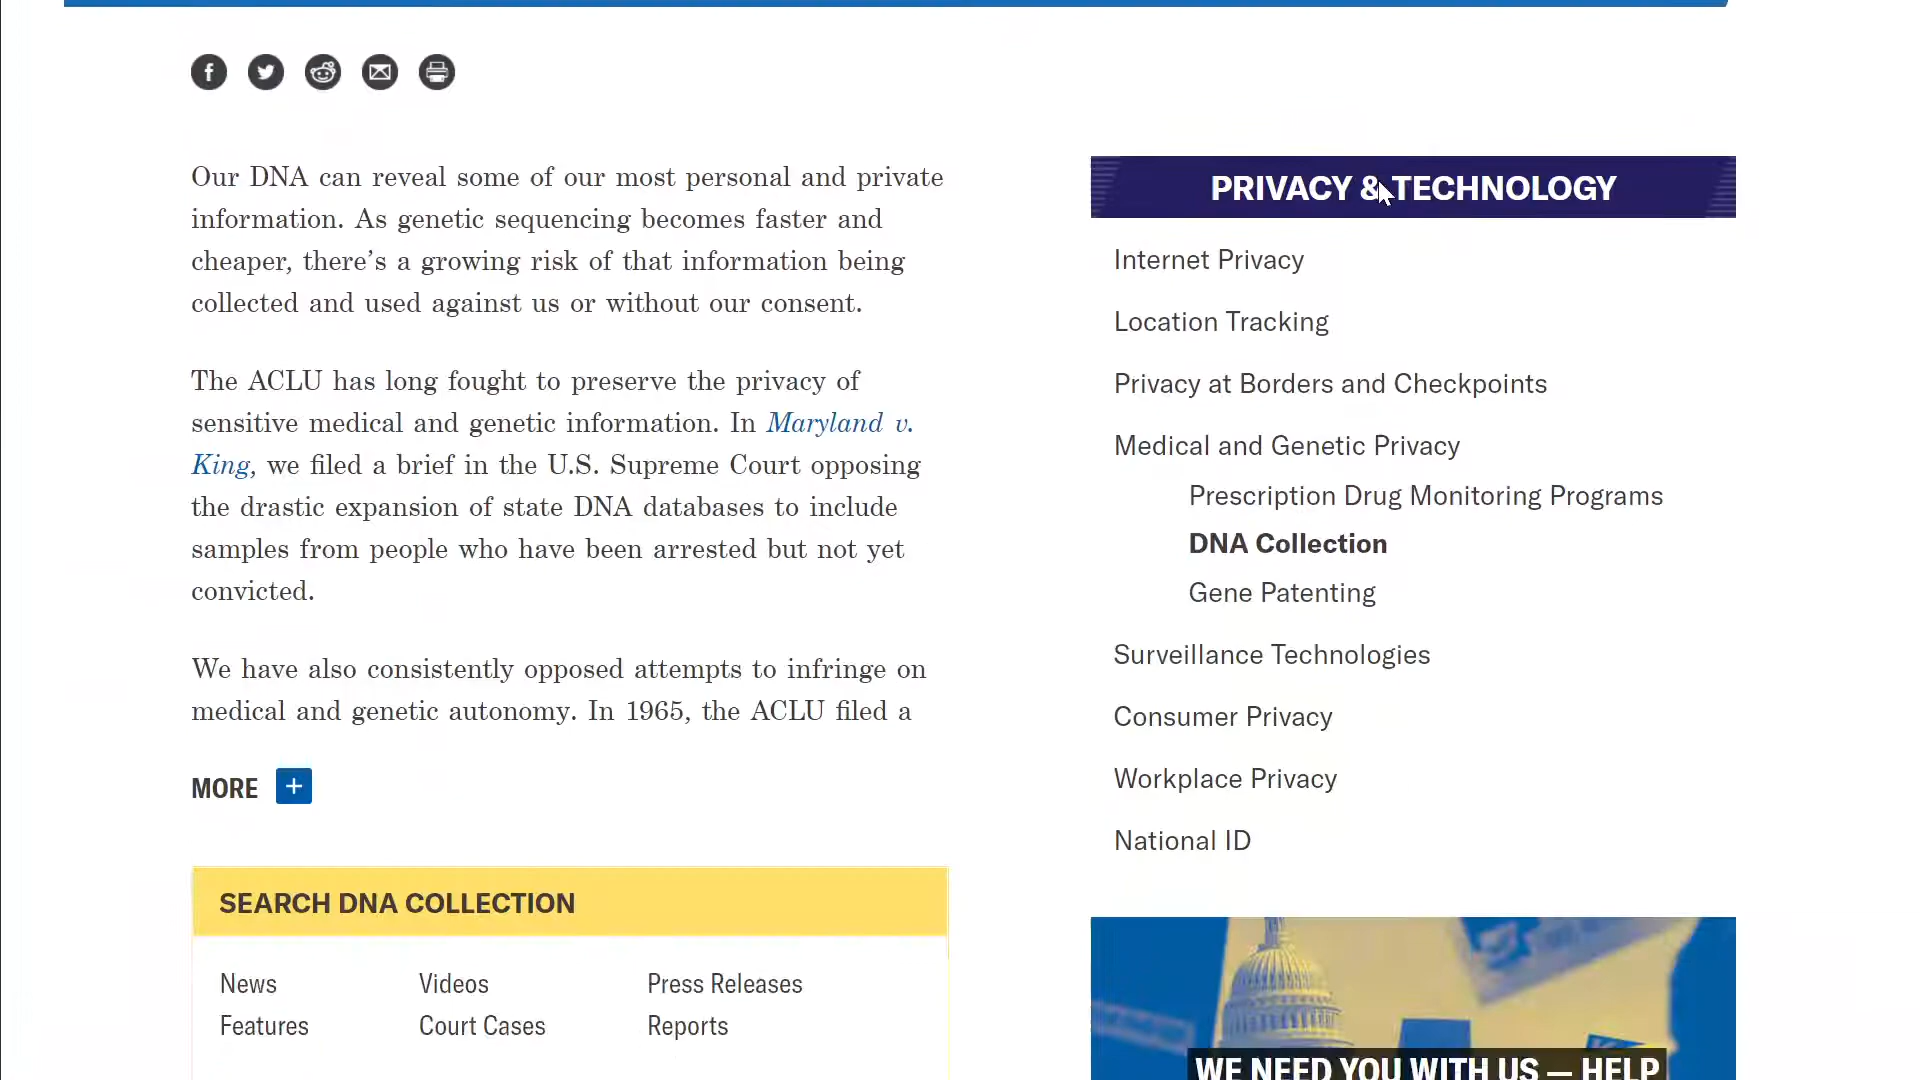 Our DNA can reveal some of our most personal and private
information. As genetic sequencing becomes faster and
cheaper, there’s a growing risk of that information being
collected and used against us or without our consent.
The ACLU has long fought to preserve the privacy of
sensitive medical and genetic information. In Maryland v.
King, we filed a brief in the U.S. Supreme Court opposing
the drastic expansion of state DNA databases to include
samples from people who have been arrested but not yet
convicted.
We have also consistently opposed attempts to infringe on
medical and genetic autonomy. In 1965, the ACLU filed a
MORE +
SEARCH DNA COLLECTION
News Videos Press Releases
Features Court Cases Reports
PRIVACY & TECHNOLOGY
Internet Privacy
Location Tracking
Privacy at Borders and Checkpoints
Medical and Genetic Privacy
Prescription Drug Monitoring Programs
DNA Collection
Gene Patenting
Surveillance Technologies
Consumer Privacy
Workplace Privacy
National ID
WE NEED YOU WITH US — HELP